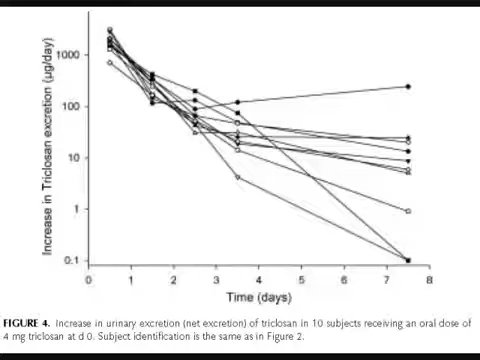 Increase in Triclosan excretion (µg/day)
1000
100
10
1
0.1
0 1 2 3 4 5 6 7 8
Time (days)
FIGURE 4. Increase in urinary excretion (net excretion) of triclosan in 10 subjects receiving an oral dose of
4 mg triclosan at d 0. Subject identification is the same as in Figure 2.